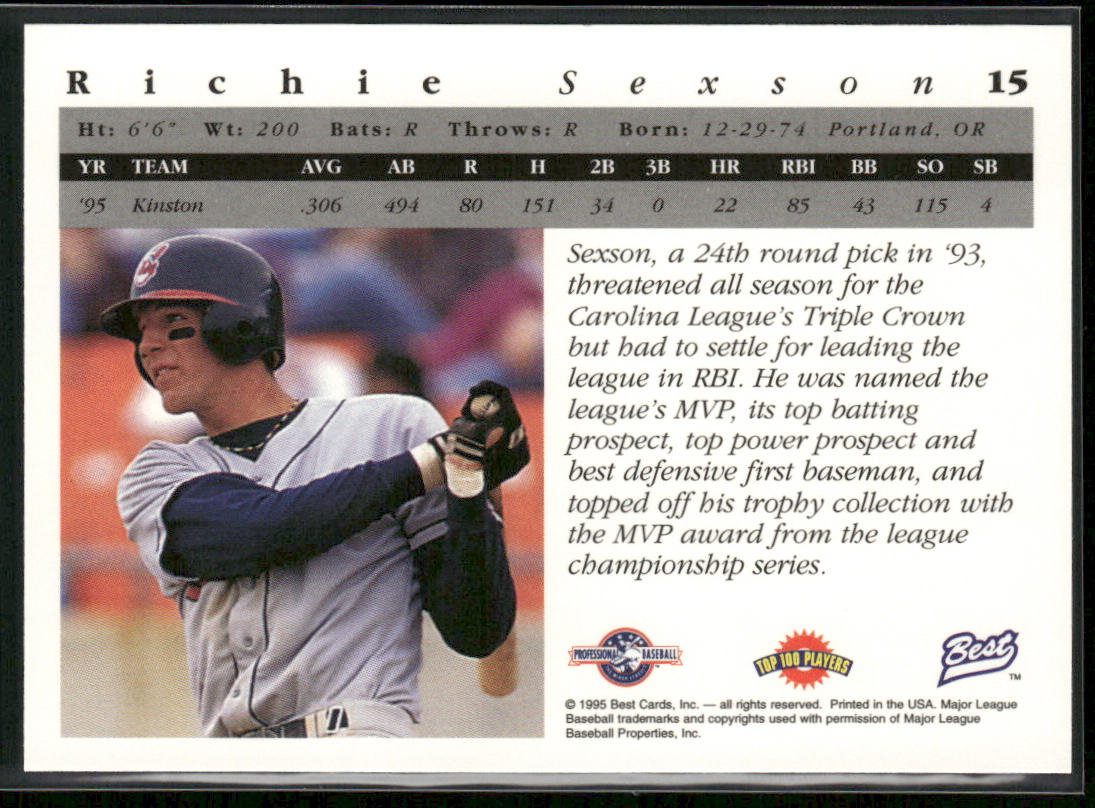 Richie Sexson 15
Ht: 6'6" Wt: 200 Bats: R Throws: R Born: 12-29-74 Portland, OR
YR TEAM AVG AB R H 2B 3B HR RBI BB SO SB
'95 Kinston .306 494 80 151 34 0 22 85 43 115 4
Sexson, a 24th round pick in ‘93,
threatened all season for the
Carolina League's Triple Crown
but had to settle for leading the
league in RBI. He was named the
league's MVP, its top batting
prospect, top power prospect and
best defensive first baseman, and
topped off his trophy collection with
the MVP award from the league
championship series.
PROFESSIONAL BASEBALL
TOP 100 PLAYERS
Best TM
© 1995 Best Cards, Inc. — all rights reserved. Printed in the USA. Major League
Baseball trademarks and copyrights used with permission of Major League
Baseball Properties, Inc.